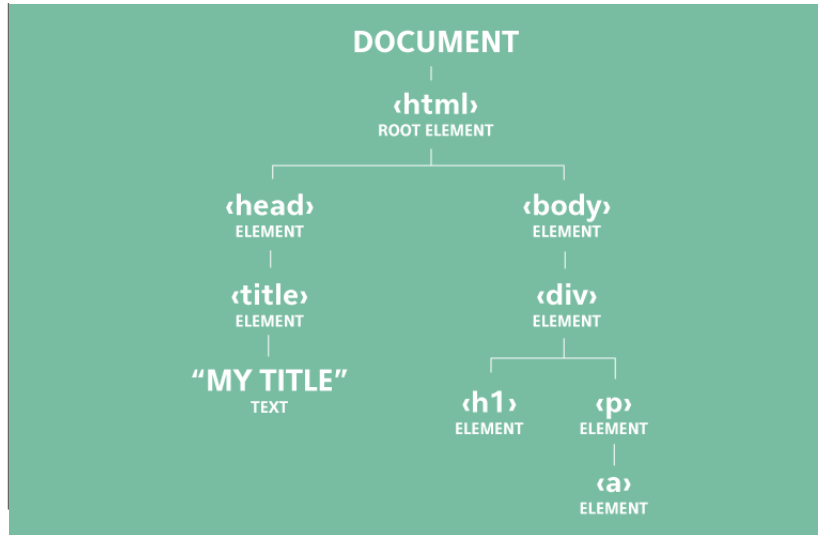 DOCUMENT
‹html›
ROOT ELEMENT
‹head› ‹body›
ELEMENT ELEMENT
‹title› ‹div›
ELEMENT ELEMENT
“MY TITLE”
TEXT
‹h1› ‹p›
ELEMENT ELEMENT
‹a›
ELEMENT